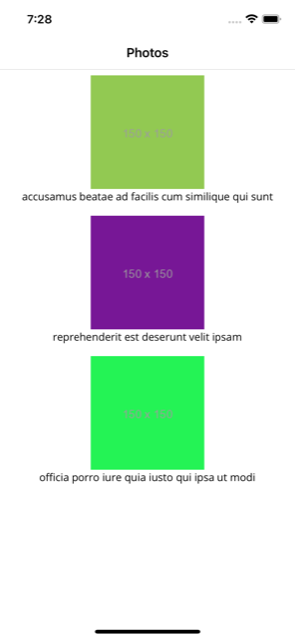 7:28
Photos
150 x 150
accusamus beatae ad facilis cum similique qui sunt
150 x 150
reprehenderit est deserunt velit ipsam
150 x 150
officia porro iure quia iusto qui ipsa ut modi